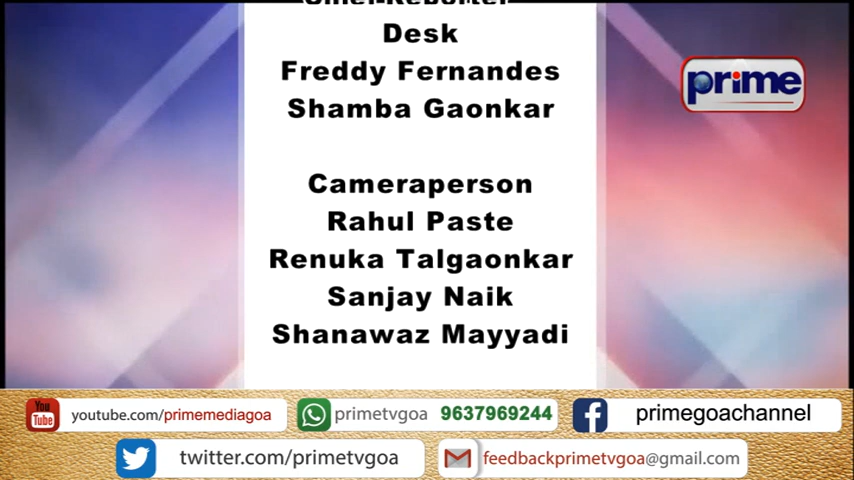 Desk
Freddy Fernandes
Shamba Gaonkar
Cameraperson
Rahul Paste
Renuka Talgaonkar
Sanjay Naik
Shanawaz Mayyadi
prime
You
Tube
youtube.com/primemediagoa
primetvgoa 9637969244
primegoachannel
twitter.com/primetvgoa
feedbackprimetvgoa@gmail.com